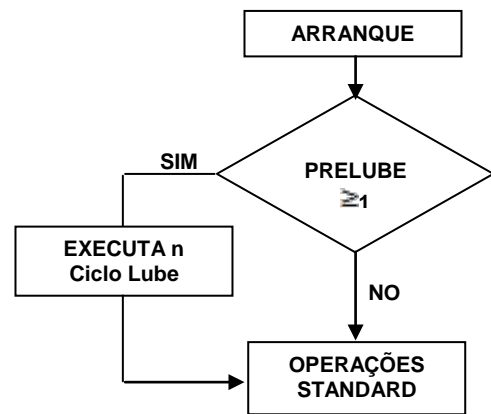 ARRANQUE
SIM
PRELUBE
≥1
EXECUTA n
Ciclo Lube
NO
OPERAÇÕES
STANDARD